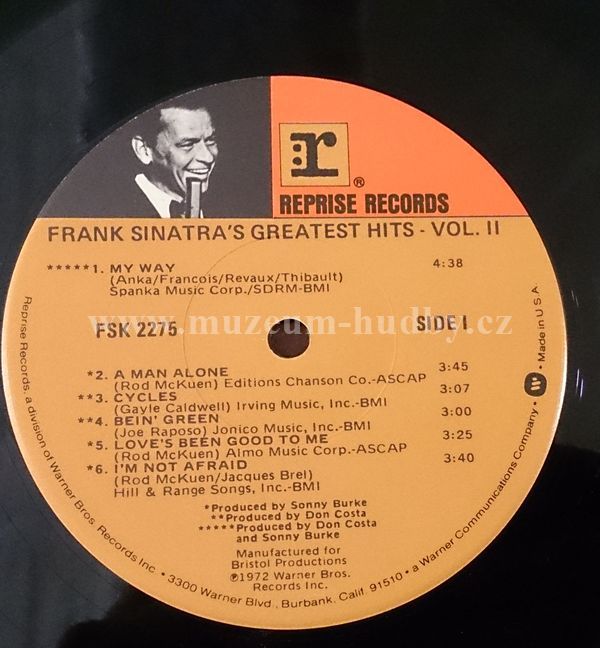 r ®
REPRISE RECORDS
FRANK SINATRA'S GREATEST HITS - VOL. II
*****1. MY WAY 4:38
(Anka/Francois/Revaux/Thibault)
Spanka Music Corp./SDRM-BMI
www.muzeum-hudby.cz
FSK 2275 SIDE I
*2. A MAN ALONE 3:45
(Rod McKuen) Editions Chanson Co.-ASCAP
**3. CYCLES 3:07
(Gayle Caldwell) Irving Music, Inc.-BMI
**4. BEIN' GREEN 3:00
(Joe Raposo) Jonico Music, Inc.-BMI
*5. LOVE'S BEEN GOOD TO ME 3:25
(Rod McKuen) Almo Music Corp.-ASCAP
*6. I'M NOT AFRAID 3:40
(Rod McKuen/Jacques Brel)
Hill & Range Songs, Inc.-BMI
*Produced by Sonny Burke
**Produced by Don Costa
*****Produced by Don Costa
and Sonny Burke
Manufactured for
Bristol Productions
℗1972 Warner Bros.
Records Inc.
Reprise Records, a division of Warner Bros. Records Inc. • 3300 Warner Blvd., Burbank, Calif. 91510 • a Warner Communications Company • W • Made in U.S.A.